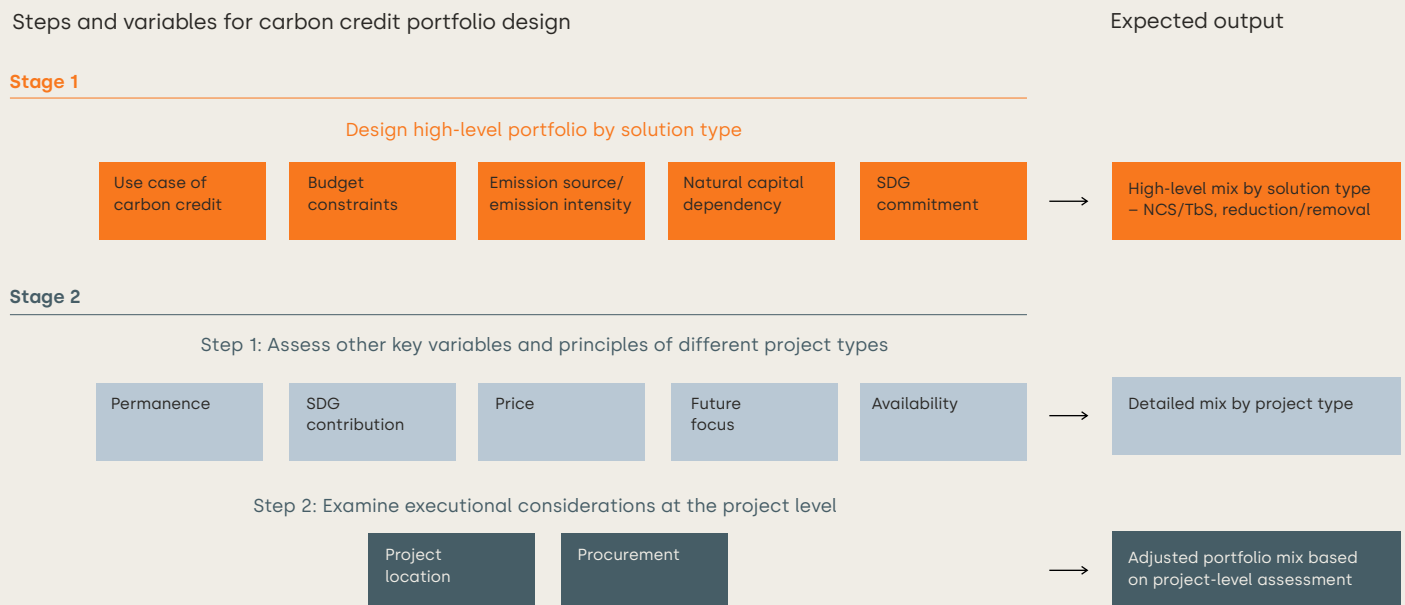 Steps and variables for carbon credit portfolio design
Expected output
Stage 1
Design high-level portfolio by solution type
Use case of
carbon credit
Budget
constraints
Emission source/
emission intensity
Natural capital
dependency
SDG
commitment
High-level mix by solution type
– NCS/TbS, reduction/removal
Stage 2
Step 1: Assess other key variables and principles of different project types
Permanence
SDG
contribution
Price
Future
focus
Availability
Detailed mix by project type
Step 2: Examine executional considerations at the project level
Project
location
Procurement
Adjusted portfolio mix based
on project-level assessment